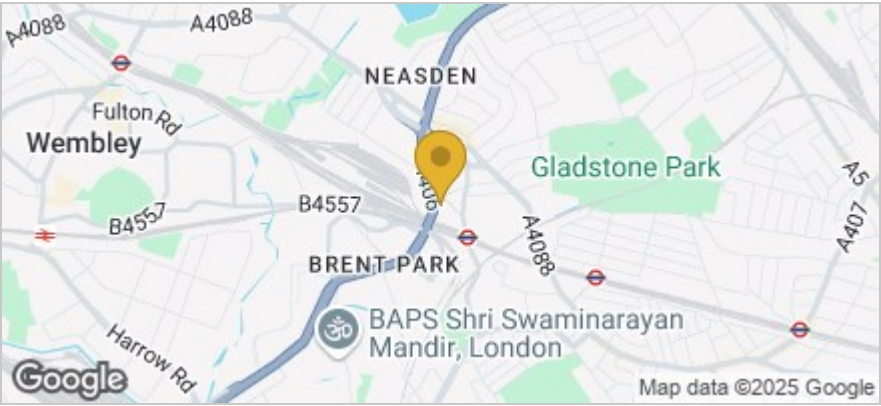 A4088
A4088
NEASDEN
Fulton Rd
Wembley
Gladstone Park
A5
B4557
B4557
A407
A4088
BRENT PARK
BAPS Shri Swaminarayan
Mandir, London
Harrow Rd
Google
Map data ©2025 Google